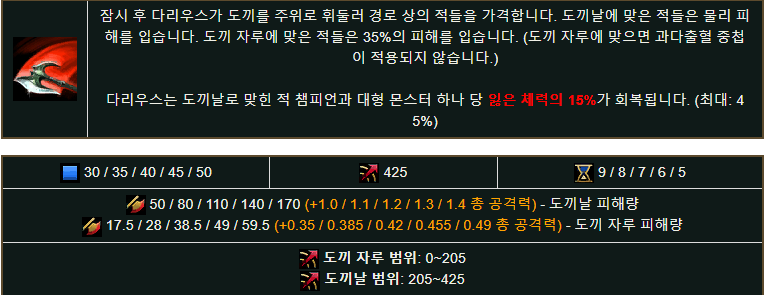 잠시 후 다리우스가 도끼를 주위로 휘둘러 경로 상의 적들을 가격합니다. 도끼날에 맞은 적들은 물리 피
해를 입습니다. 도끼 자루에 맞은 적들은 35%의 피해를 입습니다. (도끼 자루에 맞으면 과다출혈 중첩
이 적용되지 않습니다.)
다리우스는 도끼날로 맞힌 적 챔피언과 대형 몬스터 하나 당 잃은 체력의 15%가 회복됩니다. (최대: 4
5%)
30 / 35 / 40 / 45 / 50
425
9 / 8 / 7 / 6 / 5
50 / 80 / 110 / 140 / 170 (+1.0 / 1.1 / 1.2 / 1.3 / 1.4 총 공격력) - 도끼날 피해량
17.5 / 28 / 38.5 / 49 / 59.5 (+0.35 / 0.385 / 0.42 / 0.455 / 0.49 총 공격력) - 도끼 자루 피해량
도끼 자루 범위: 0~205
도끼날 범위: 205~425